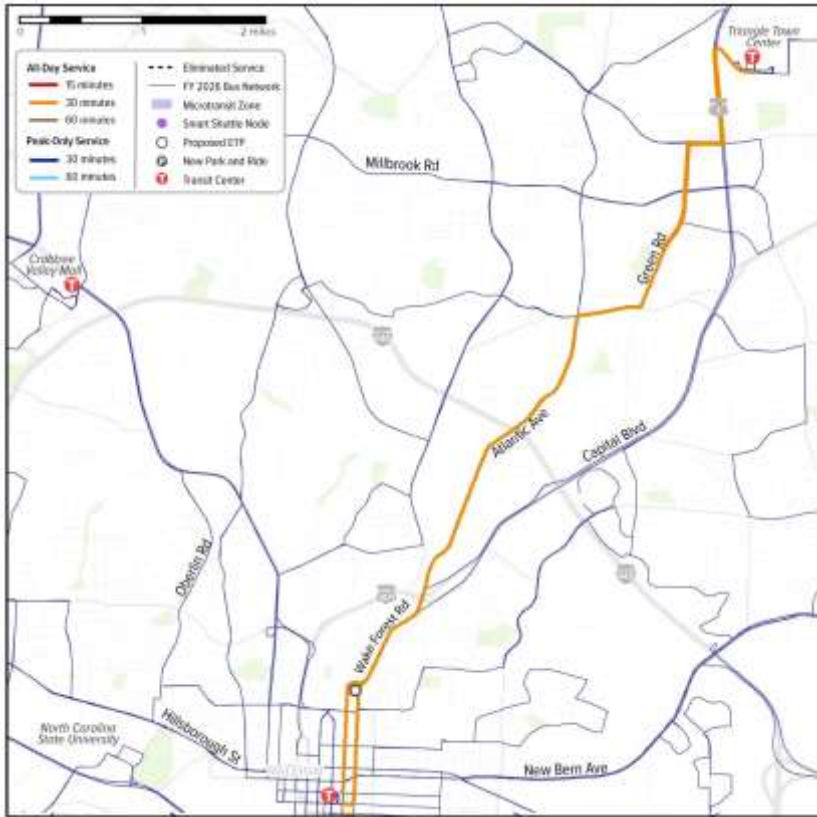 0 1 2 miles
Triangle Town
Center
All-Day Service
15 minutes
30 minutes
60 minutes
Peak-Only Service
30 minutes
60 minutes
Eliminated Service
FY 2026 Bus Network
Microtransit Zone
Smart Shuttle Node
Proposed ETP
New Park and Ride
Transit Center
Millbrook Rd
Crabtree
Valley Mall
Green Rd
Atlantic Ave
Capital Blvd
Oberlin Rd
Wake Forest Rd
North Carolina
State University
Hillsborough St
RALEIGH
New Bern Ave